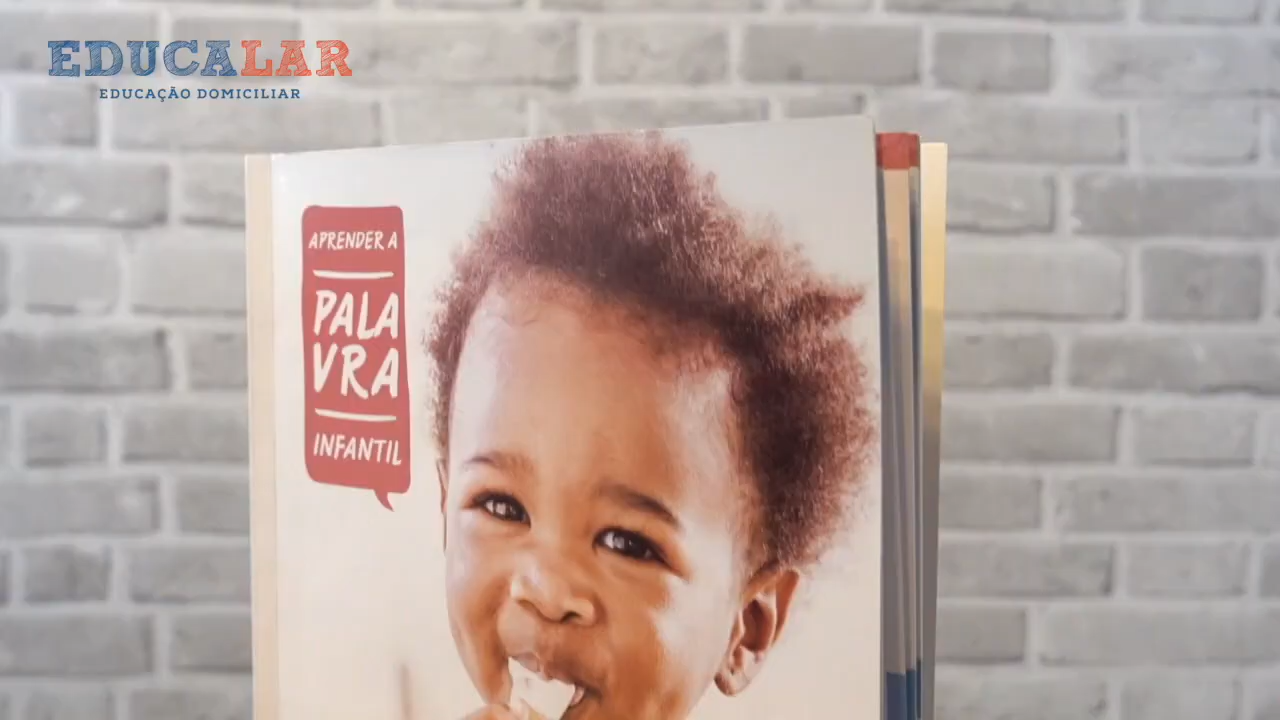 EDUCALAR
EDUCAÇÃO DOMICILIAR
APRENDER A
PALA
VRA
INFANTIL